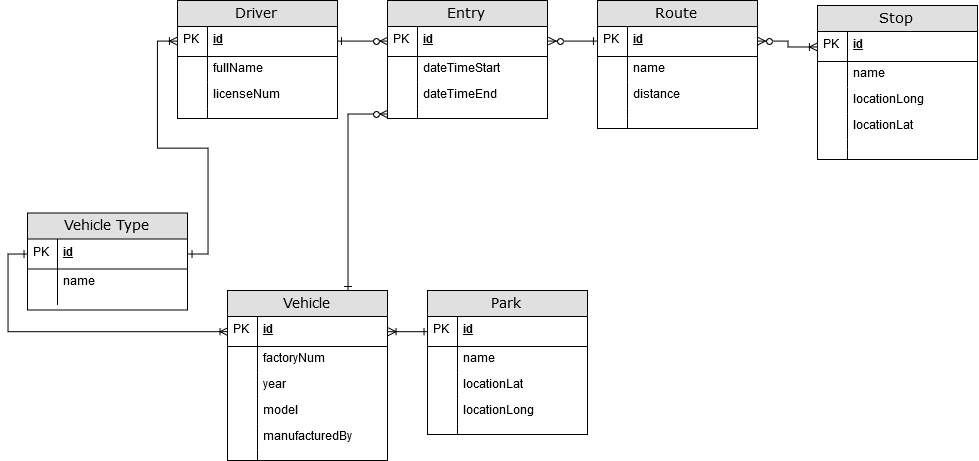 Driver
PK id
fullName
licenseNum
Entry
PK id
dateTimeStart
dateTimeEnd
Route
PK id
name
distance
Stop
PK id
name
locationLong
locationLat
Vehicle Type
PK id
name
Vehicle
PK id
factoryNum
year
model
manufacturedBy
Park
PK id
name
locationLat
locationLong